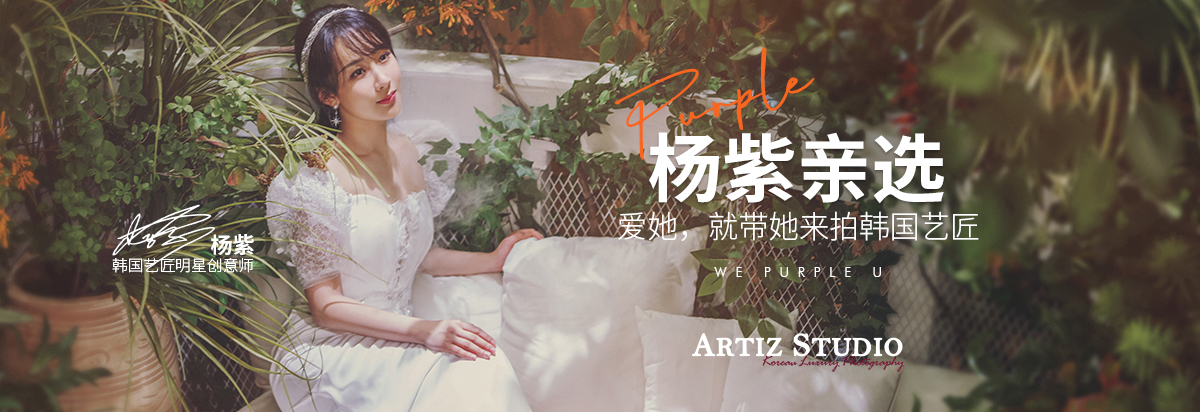 Purple
杨紫亲选
爱她，就带她来拍韩国艺匠
WE PURPLE U
ARTIZ STUDIO
Korean Luxury Photography
杨紫
韩国艺匠明星创意师